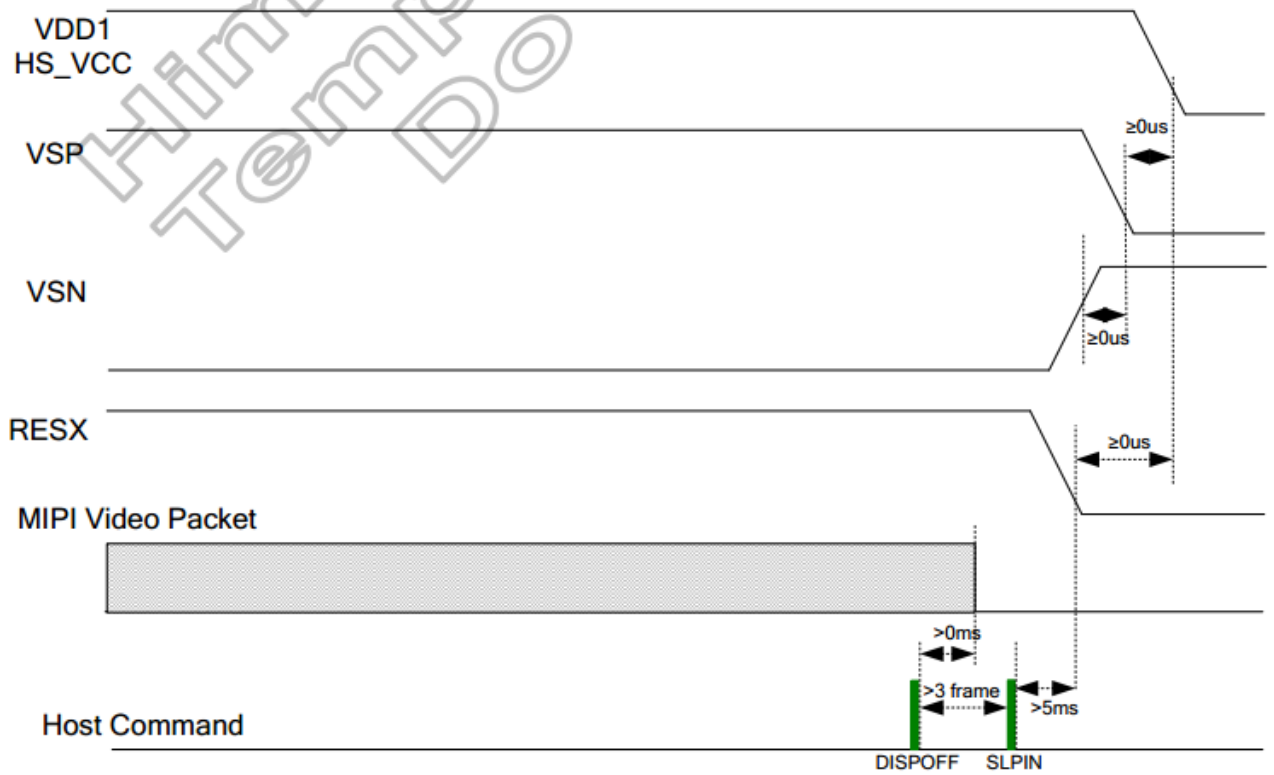 VDD1
HS_VCC
VSP
≥0us
VSN
≥0us
RESX
≥0us
MIPI Video Packet
>0ms
>3 frame
>5ms
Host Command
DISPOFF SLPIN
Do